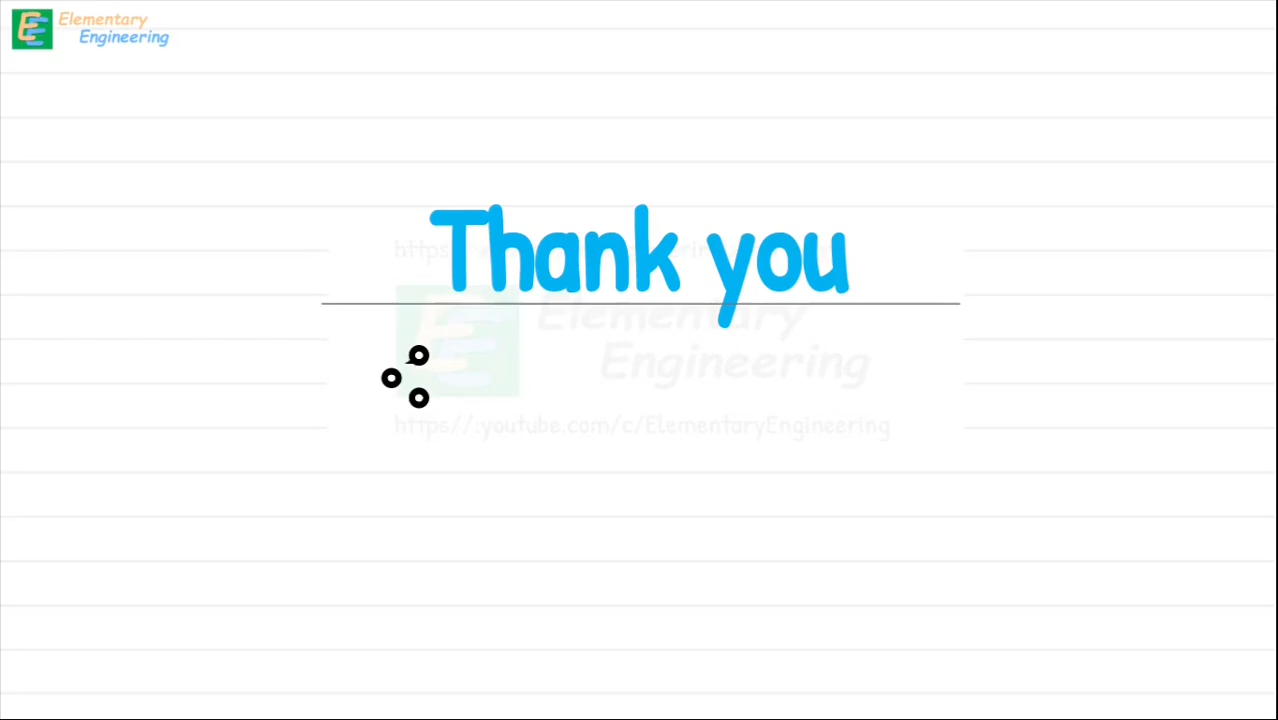 Elementary
Engineering
Thank you
Elementary
Engineering
https//:youtube.com/c/ElementaryEngineering